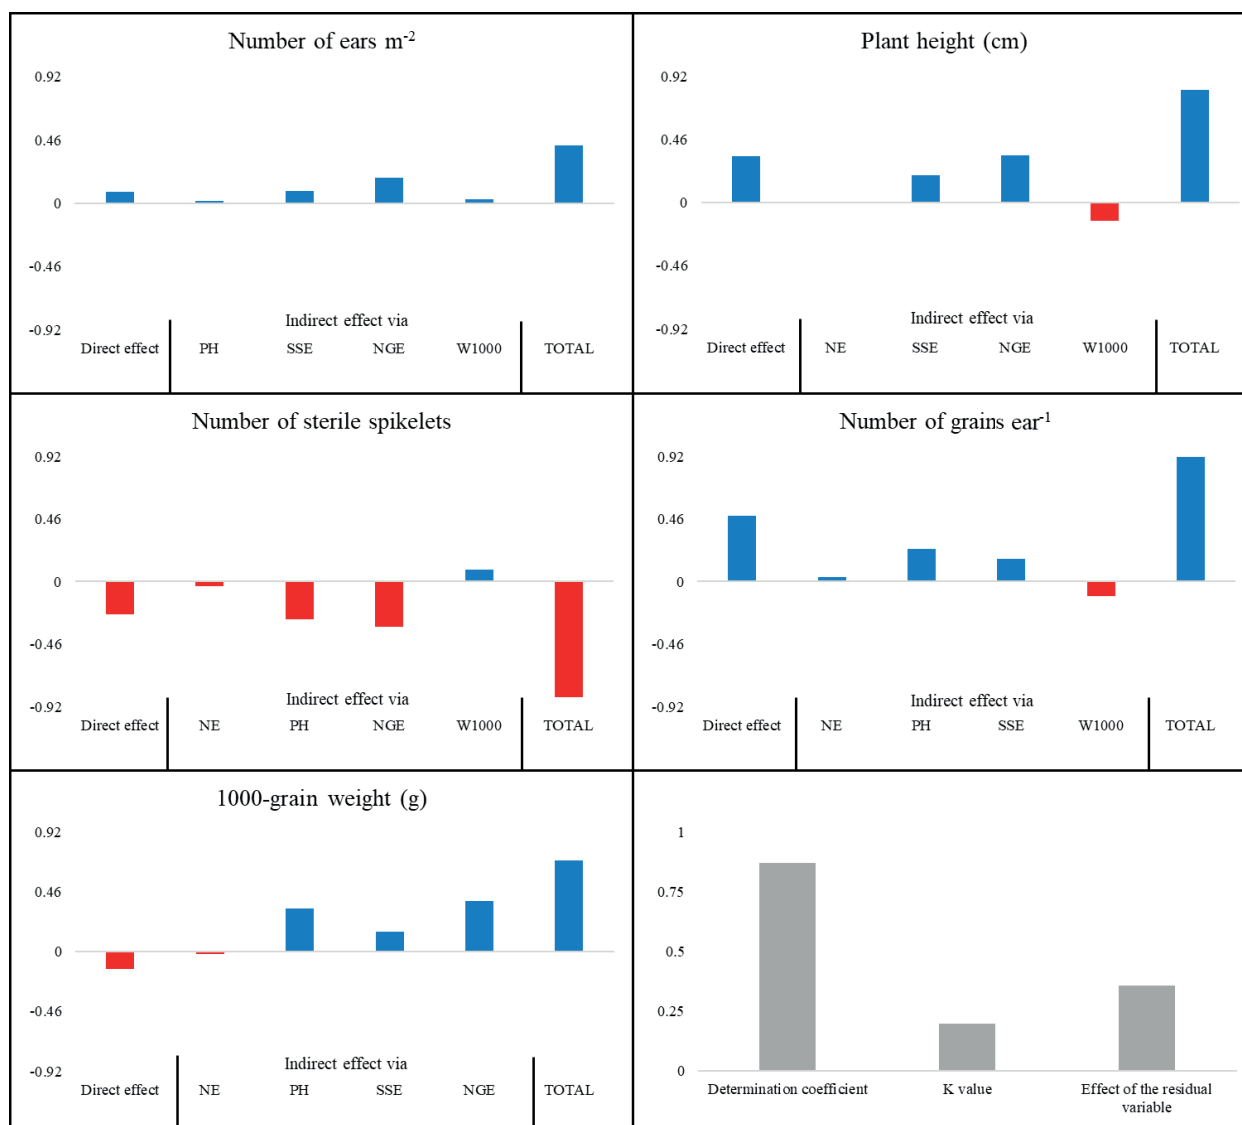 Number of ears m⁻²
0.92
0.46
0
-0.46
-0.92
Indirect effect via
Direct effect PH SSE NGE W1000 TOTAL
Plant height (cm)
0.92
0.46
0
-0.46
-0.92
Indirect effect via
Direct effect NE SSE NGE W1000 TOTAL
Number of sterile spikelets
0.92
0.46
0
-0.46
-0.92
Indirect effect via
Direct effect NE PH NGE W1000 TOTAL
Number of grains ear⁻¹
0.92
0.46
0
-0.46
-0.92
Indirect effect via
Direct effect NE PH SSE W1000 TOTAL
1000-grain weight (g)
0.92
0.46
0
-0.46
-0.92
Indirect effect via
Direct effect NE PH SSE NGE TOTAL
1
0.75
0.5
0.25
0
Determination coefficient K value Effect of the residual
variable